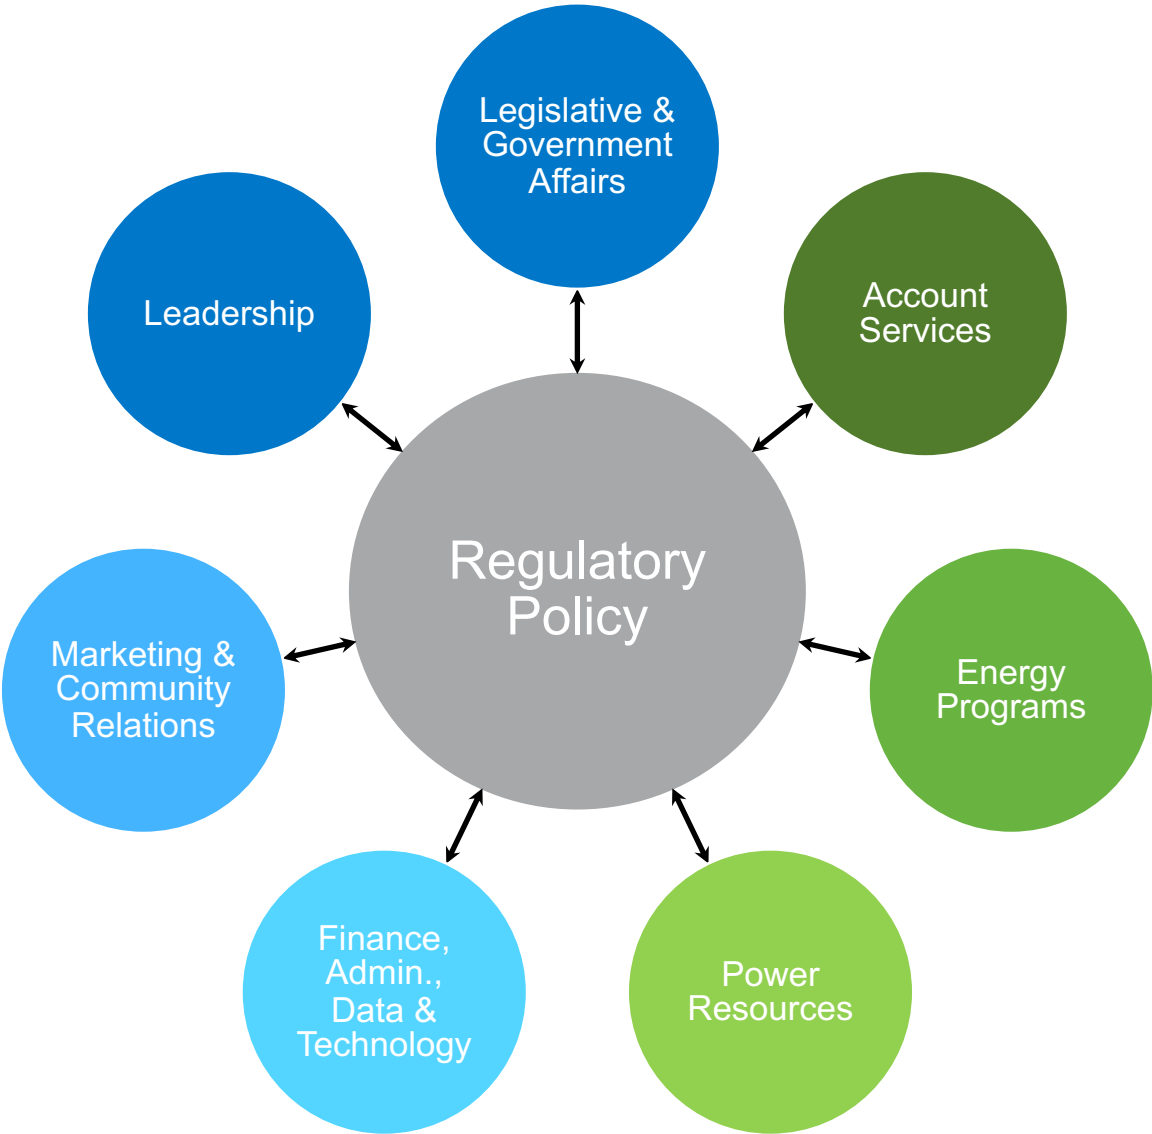 Legislative &
Government
Affairs
Account
Services
Energy
Programs
Power
Resources
Finance,
Admin.,
Data &
Technology
Marketing &
Community
Relations
Leadership
Regulatory
Policy